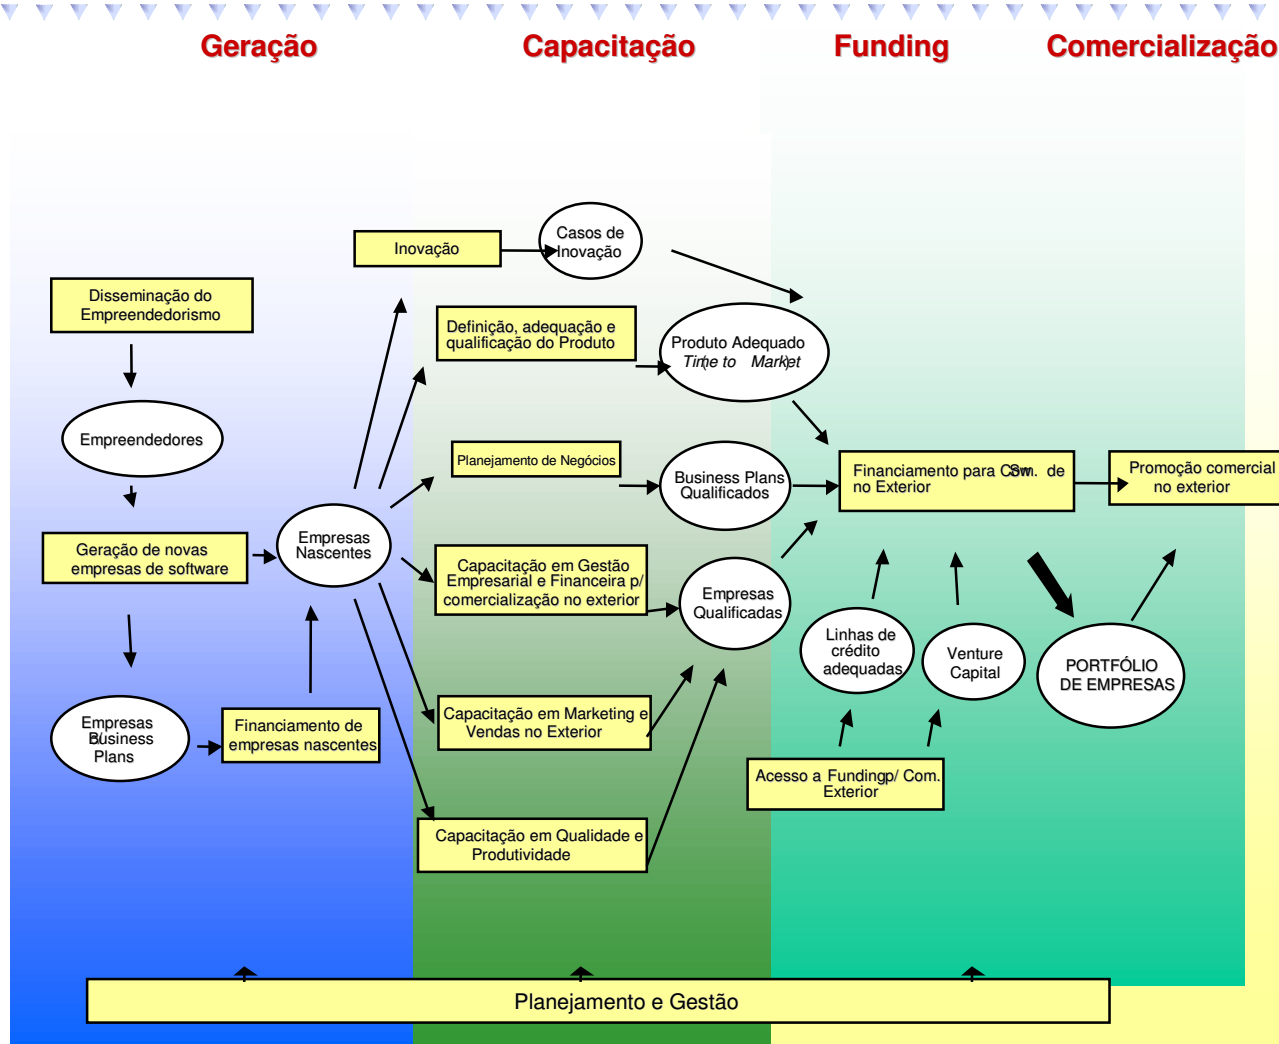 Geração
Capacitação
Funding
Comercialização
Inovação
Casos de
Inovação
Disseminação do
Empreendedorismo
Definição, adequação e
qualificação do Produto
Produto Adequado
Time to Market
Empreendedores
Planejamento de Negócios
Business Plans
Qualificados
Financiamento para
no Exterior
Promoção comercial
no exterior
Geração de novas
empresas de software
Empresas
Nascentes
Capacitação em Gestão
Empresarial e Financeira p/
comercialização no exterior
Empresas
Qualificadas
Linhas de
crédito
adequadas
Venture
Capital
PORTFÓLIO
DE EMPRESAS
Empresas
Business
Plans
Financiamento de
empresas nascentes
Capacitação em Marketing e
Vendas no Exterior
Acesso a Funding p/ Com.
Exterior
Capacitação em Qualidade e
Produtividade
Planejamento e Gestão